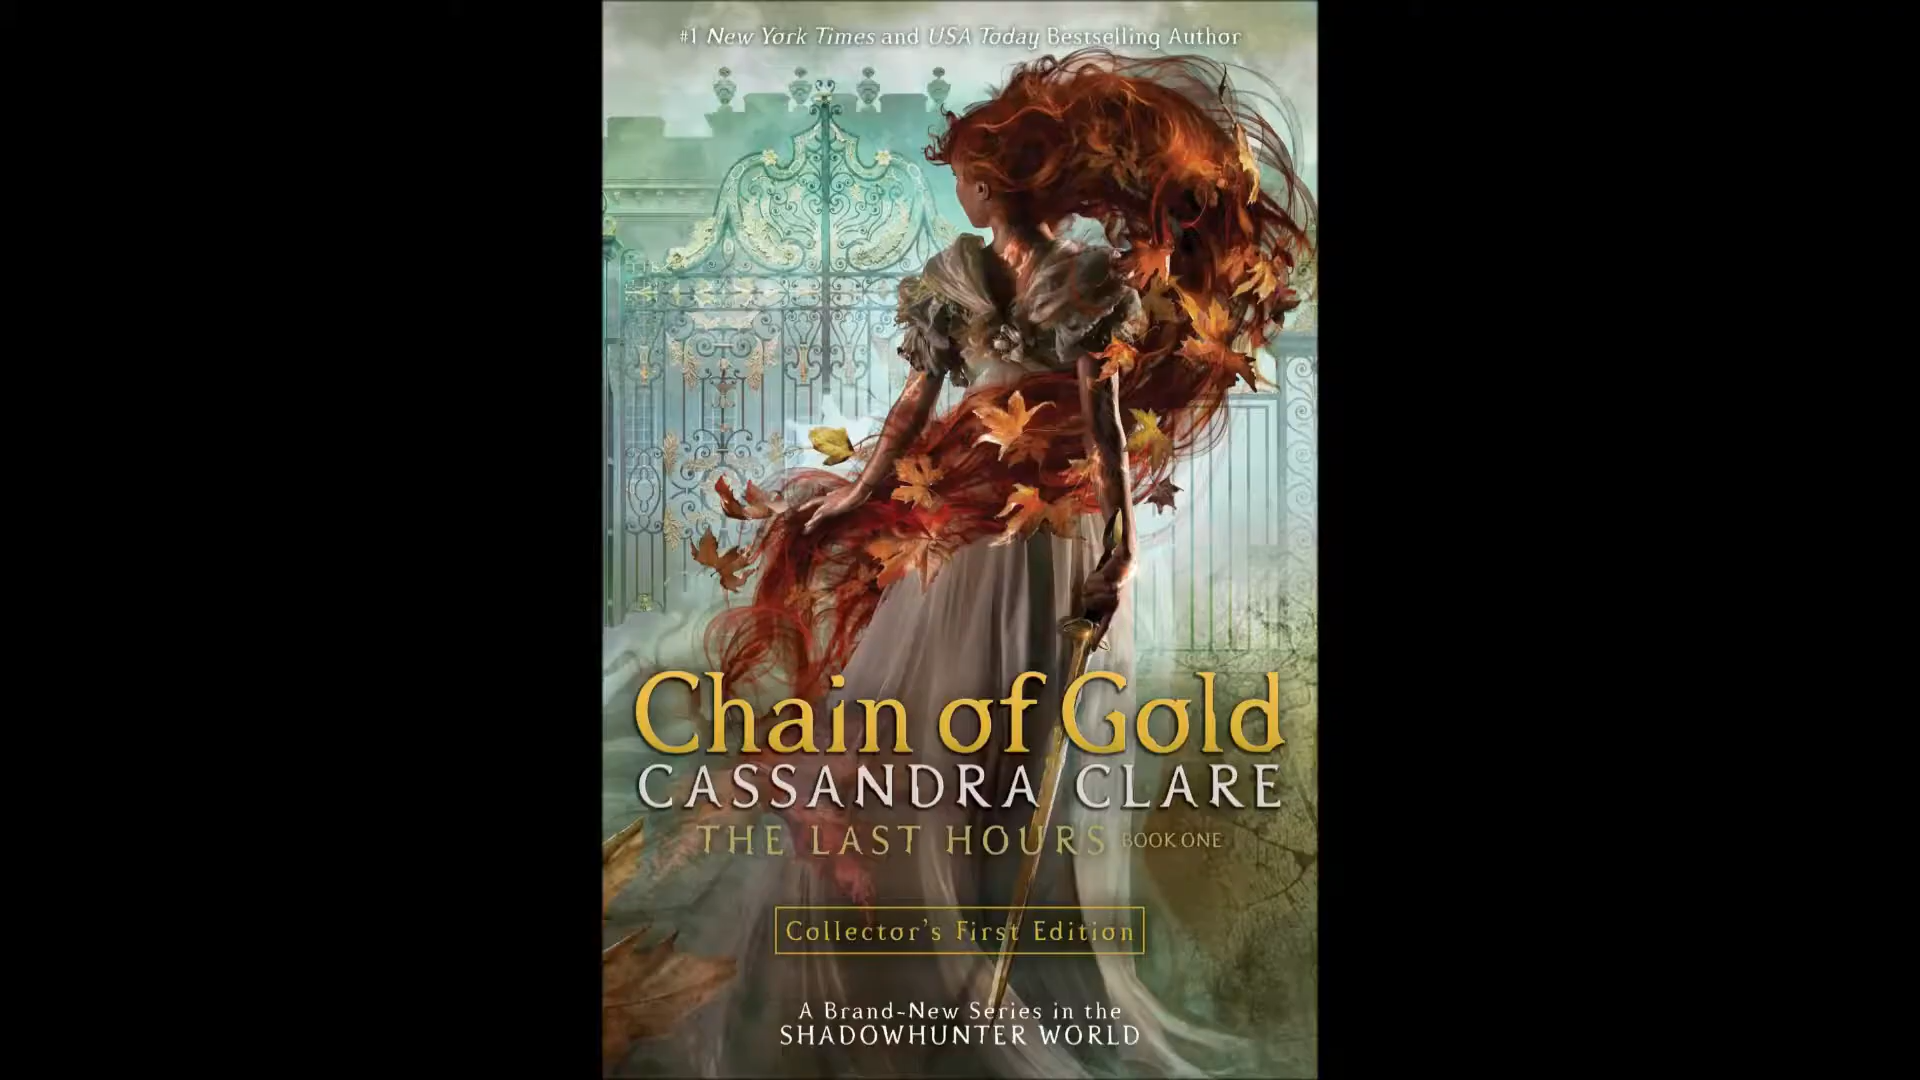 #1 New York Times and USA Today Bestselling Author
Chain of Gold
CASSANDRA CLARE
THE LAST HOURS BOOK ONE
Collector's First Edition
A Brand-New Series in the
SHADOWHUNTER WORLD